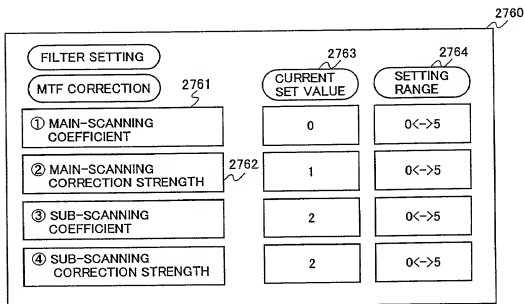 2760
FILTER SETTING
MTF CORRECTION
2761
2763
CURRENT
SET VALUE
2764
SETTING
RANGE
① MAIN-SCANNING
COEFFICIENT
0
0<->5
② MAIN-SCANNING
CORRECTION STRENGTH
2762
1
0<->5
③ SUB-SCANNING
COEFFICIENT
2
0<->5
④ SUB-SCANNING
CORRECTION STRENGTH
2
0<->5